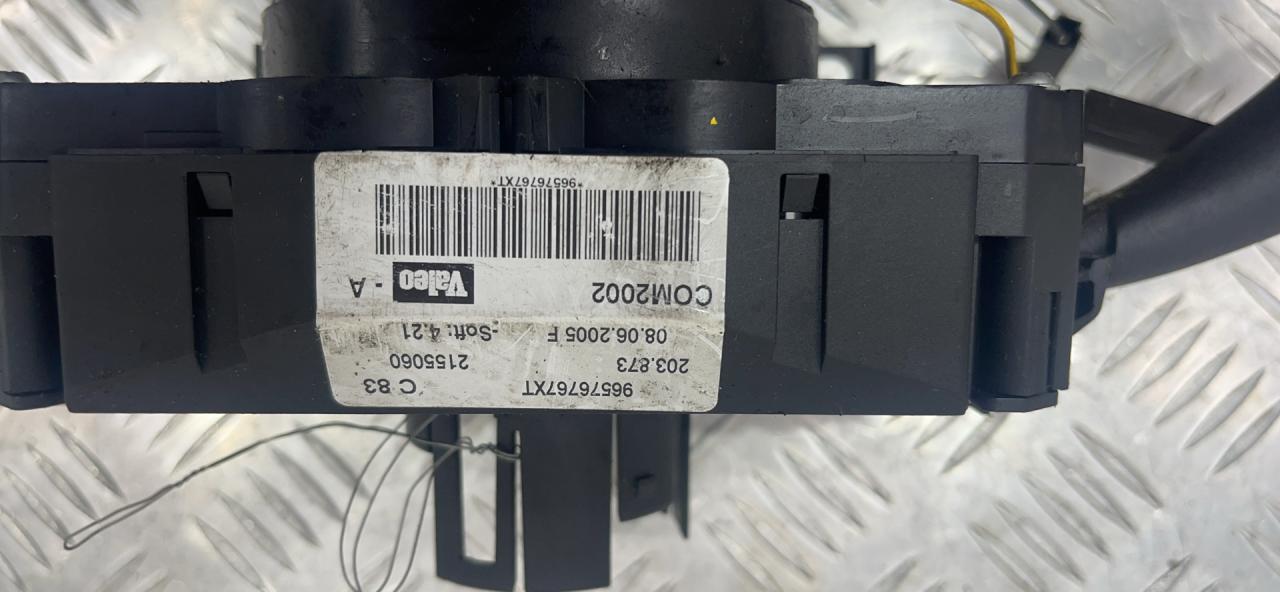 96576767XT C 83
203.873 2155060
08.06.2005 F -Soft: 4.21
COM2002 Valeo - A
*96576767XT*